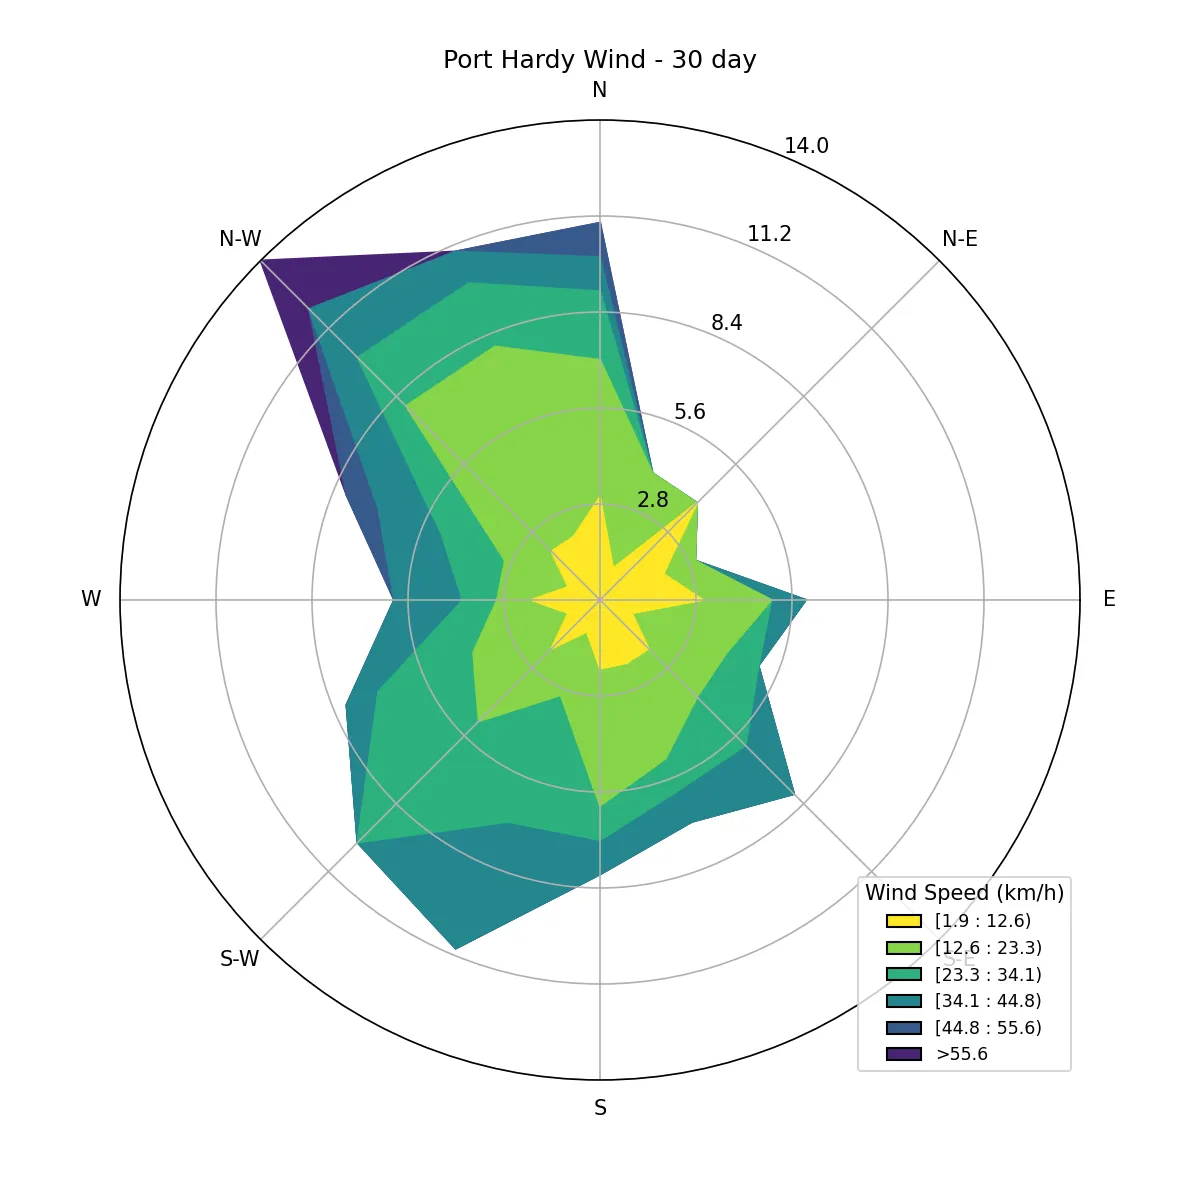 Port Hardy Wind - 30 day
N
14.0
11.2
N-W
N-E
8.4
5.6
2.8
W
E
Wind Speed (km/h)
[1.9 : 12.6)
[12.6 : 23.3)
S-W
S-E
[23.3 : 34.1)
[34.1 : 44.8)
[44.8 : 55.6)
>55.6
S